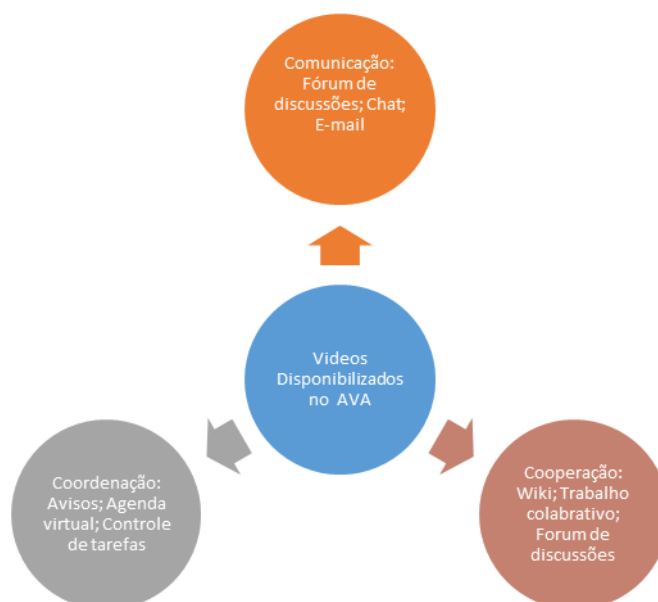 Comunicação:
Fórum de
discussões; Chat;
E-mail
Videos
Disponibilizados
no AVA
Coordenação:
Avisos; Agenda
virtual; Controle
de tarefas
Cooperação:
Wiki; Trabalho
colabrativo;
Forum de
discussões